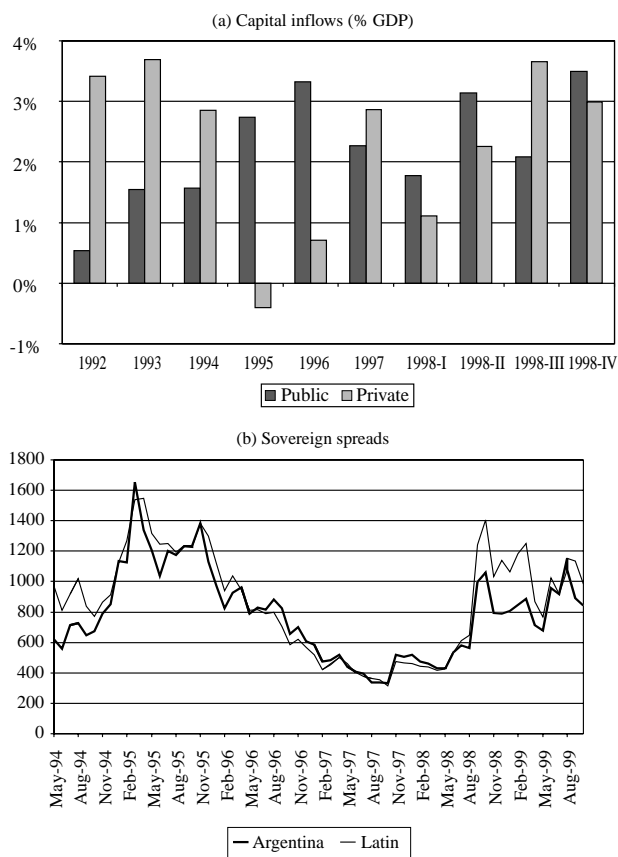 (a) Capital inflows (% GDP)
4%
3%
2%
1%
0%
-1%
1992 1993 1994 1995 1996 1997 1998-I 1998-II 1998-III 1998-IV
Public Private
(b) Sovereign spreads
1800
1600
1400
1200
1000
800
600
400
200
0
May-94 Aug-94 Nov-94 Feb-95 May-95 Aug-95 Nov-95 Feb-96 May-96 Aug-96 Nov-96 Feb-97 May-97 Aug-97 Nov-97 Feb-98 May-98 Aug-98 Nov-98 Feb-99 May-99 Aug-99
Argentina Latin